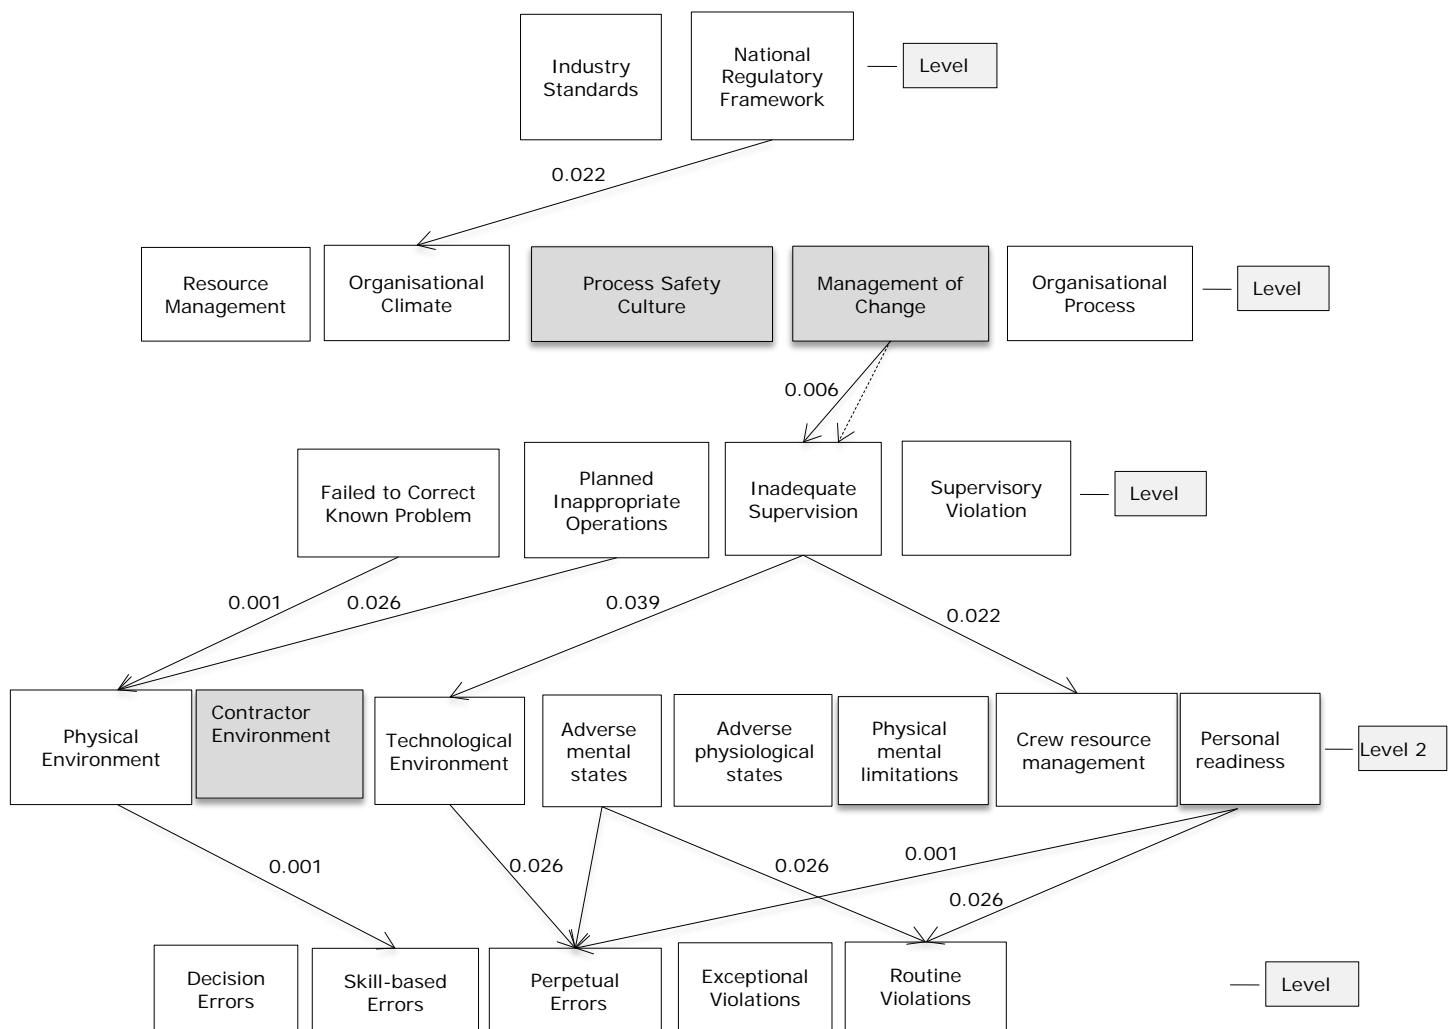 Industry
Standards
National
Regulatory
Framework
Level
0.022
Resource
Management
Organisational
Climate
Process Safety
Culture
Management of
Change
Organisational
Process
Level
0.006
Failed to Correct
Known Problem
Planned
Inappropriate
Operations
Inadequate
Supervision
Supervisory
Violation
Level
0.001
0.026
0.039
0.022
Physical
Environment
Contractor
Environment
Technological
Environment
Adverse
mental
states
Adverse
physiological
states
Physical
mental
limitations
Crew resource
management
Personal
readiness
Level 2
0.001
0.026
0.026
0.001
0.026
Decision
Errors
Skill-based
Errors
Perpetual
Errors
Exceptional
Violations
Routine
Violations
Level